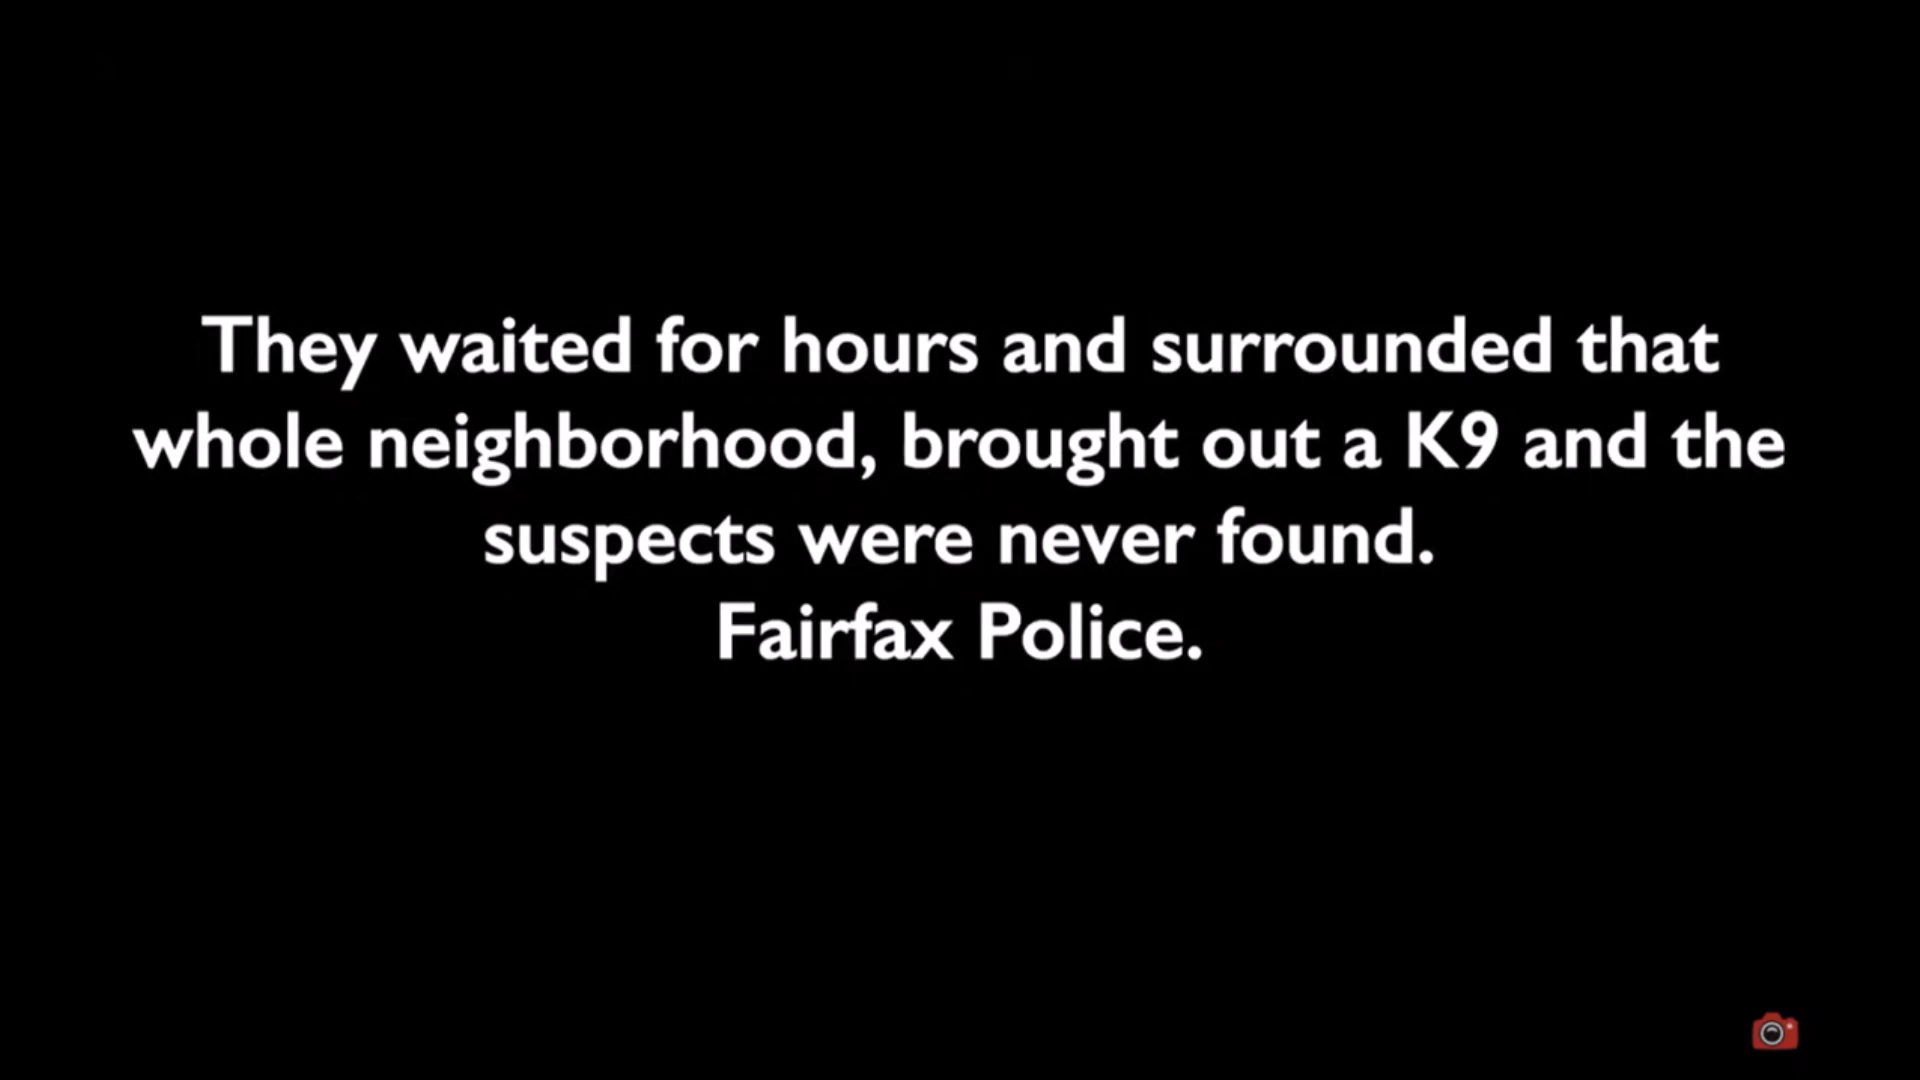 They waited for hours and surrounded that
whole neighborhood, brought out a K9 and the
suspects were never found.
Fairfax Police.